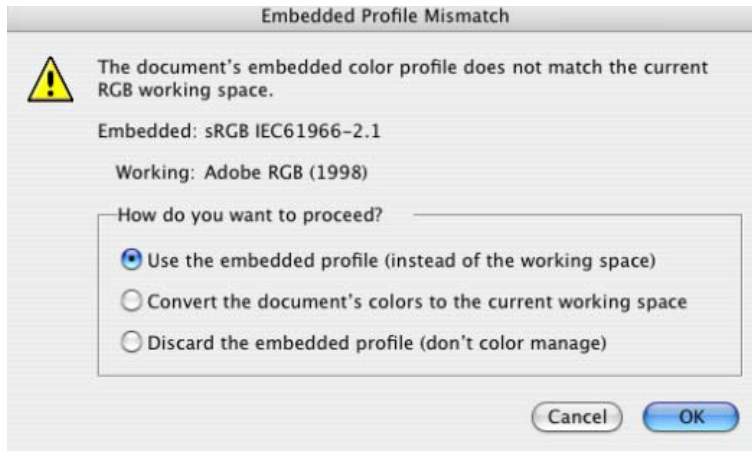 Embedded Profile Mismatch
The document's embedded color profile does not match the current
RGB working space.
Embedded: sRGB IEC61966-2.1
Working: Adobe RGB (1998)
How do you want to proceed?
Use the embedded profile (instead of the working space)
Convert the document's colors to the current working space
Discard the embedded profile (don't color manage)
Cancel OK